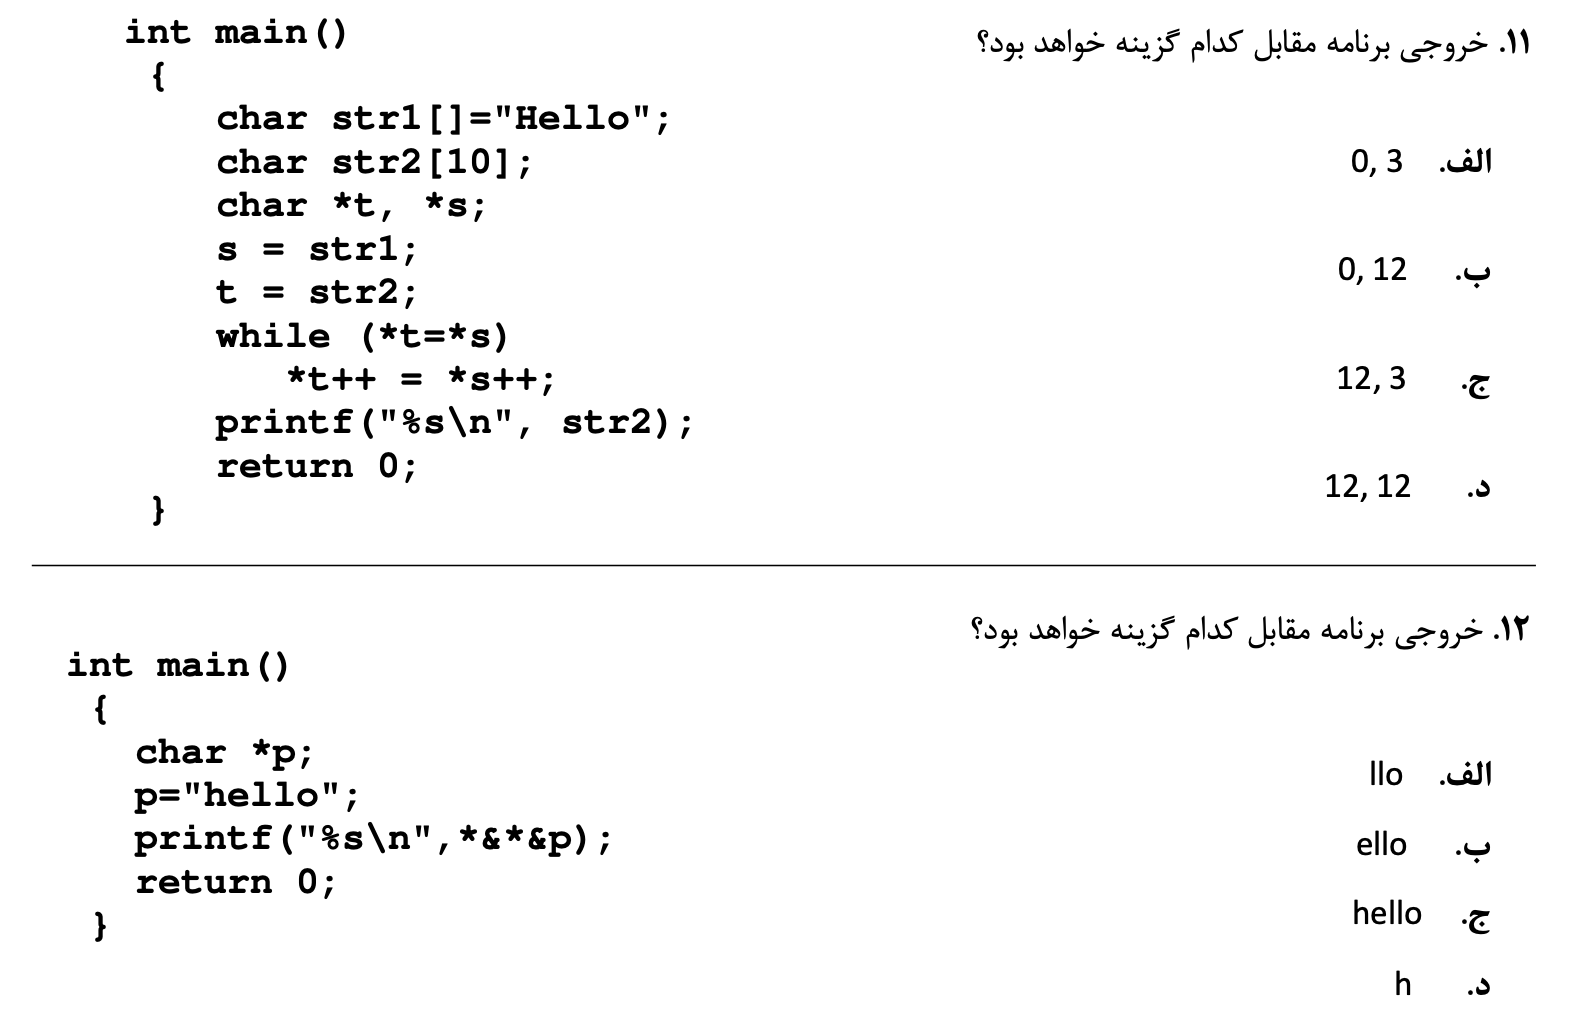 ۱۱. خروجی برنامه مقابل کدام گزینه خواهد بود؟
int main()
{
char str1[]="Hello";
char str2[10];
char *t, *s;
s = str1;
t = str2;
while (*t=*s)
*t++ = *s++;
printf("%s\n", str2);
return 0;
}
الف. 0, 3
ب. 0, 12
ج. 12, 3
د. 12, 12
۱۲. خروجی برنامه مقابل کدام گزینه خواهد بود؟
int main()
{
char *p;
p="hello";
printf("%s\n",*&*&p);
return 0;
}
الف. llo
ب. ello
ج. hello
د. h